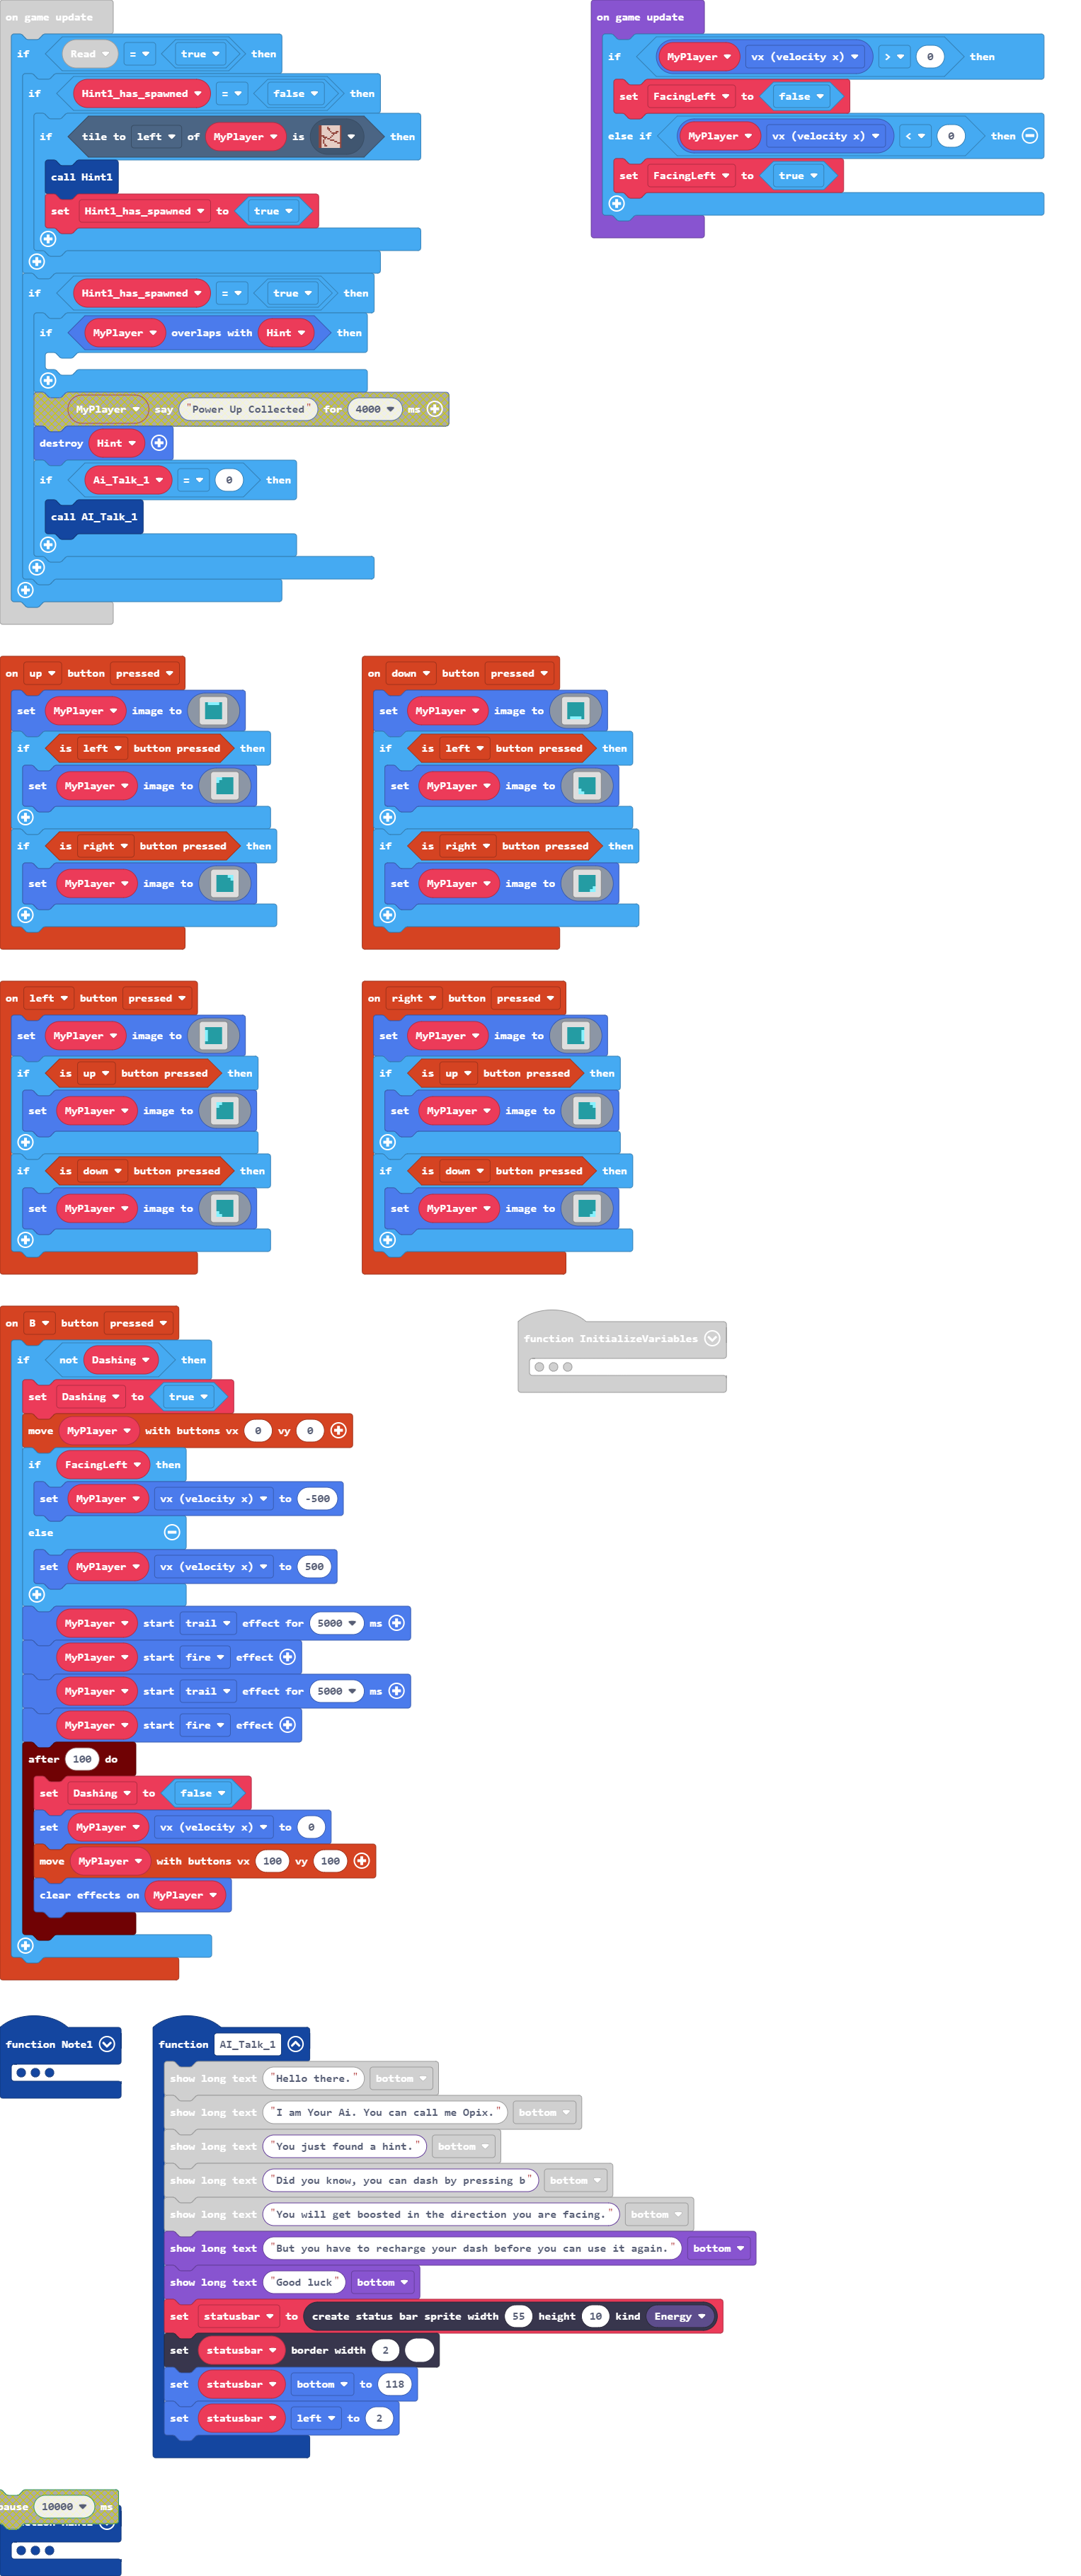 on game update
if Read = true then
if Hint1_has_spawned = false then
if tile to left of MyPlayer is then
call Hint1
set Hint1_has_spawned to true
if Hint1_has_spawned = true then
if MyPlayer overlaps with Hint then
MyPlayer say "Power Up Collected" for 4000 ms
destroy Hint
if Ai_Talk_1 = 0 then
call AI_Talk_1
on game update
if MyPlayer vx (velocity x) > 0 then
set FacingLeft to false
else if MyPlayer vx (velocity x) < 0 then
set FacingLeft to true
on up button pressed
set MyPlayer image to
if is left button pressed then
set MyPlayer image to
if is right button pressed then
set MyPlayer image to
on down button pressed
set MyPlayer image to
if is left button pressed then
set MyPlayer image to
if is right button pressed then
set MyPlayer image to
on left button pressed
set MyPlayer image to
if is up button pressed then
set MyPlayer image to
if is down button pressed then
set MyPlayer image to
on right button pressed
set MyPlayer image to
if is up button pressed then
set MyPlayer image to
if is down button pressed then
set MyPlayer image to
on B button pressed
if not Dashing then
set Dashing to true
move MyPlayer with buttons vx 0 vy 0
if FacingLeft then
set MyPlayer vx (velocity x) to -500
else
set MyPlayer vx (velocity x) to 500
MyPlayer start trail effect for 5000 ms
MyPlayer start fire effect
MyPlayer start trail effect for 5000 ms
MyPlayer start fire effect
after 100 do
set Dashing to false
set MyPlayer vx (velocity x) to 0
move MyPlayer with buttons vx 100 vy 100
clear effects on MyPlayer
function InitializeVariables
function Note1
function AI_Talk_1
show long text "Hello there." bottom
show long text "I am Your Ai. You can call me Opix." bottom
show long text "You just found a hint." bottom
show long text "Did you know, you can dash by pressing b" bottom
show long text "You will get boosted in the direction you are facing." bottom
show long text "But you have to recharge your dash before you can use it again." bottom
show long text "Good luck" bottom
set statusbar to create status bar sprite width 55 height 10 kind Energy
set statusbar border width 2
set statusbar bottom to 118
set statusbar left to 2
pause 10000 ms